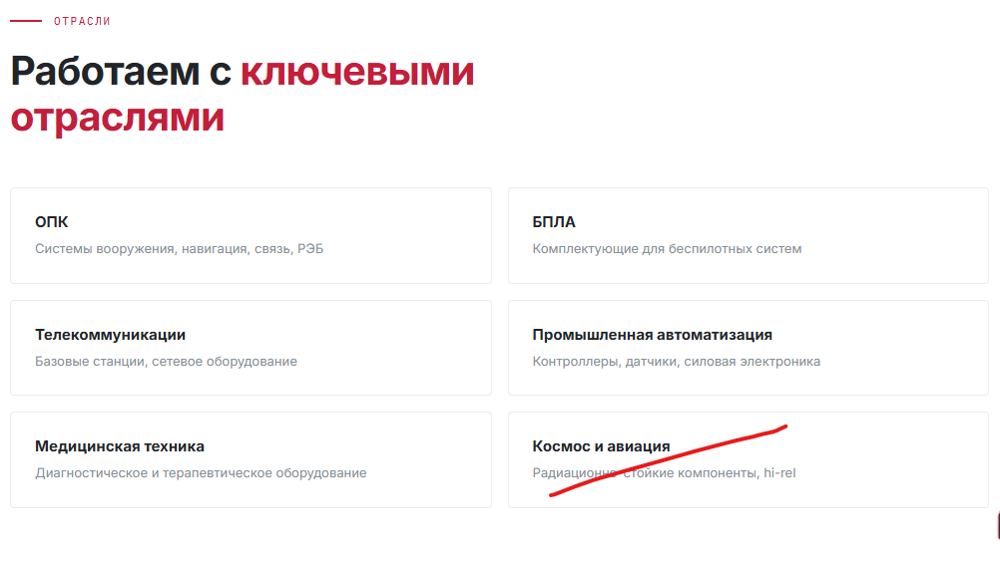 ОТРАСЛИ
Работаем с ключевыми
отраслями
ОПК
Системы вооружения, навигация, связь, РЭБ
БПЛА
Комплектующие для беспилотных систем
Телекоммуникации
Базовые станции, сетевое оборудование
Промышленная автоматизация
Контроллеры, датчики, силовая электроника
Медицинская техника
Диагностическое и терапевтическое оборудование
Космос и авиация
Радиационно-стойкие компоненты, hi-rel